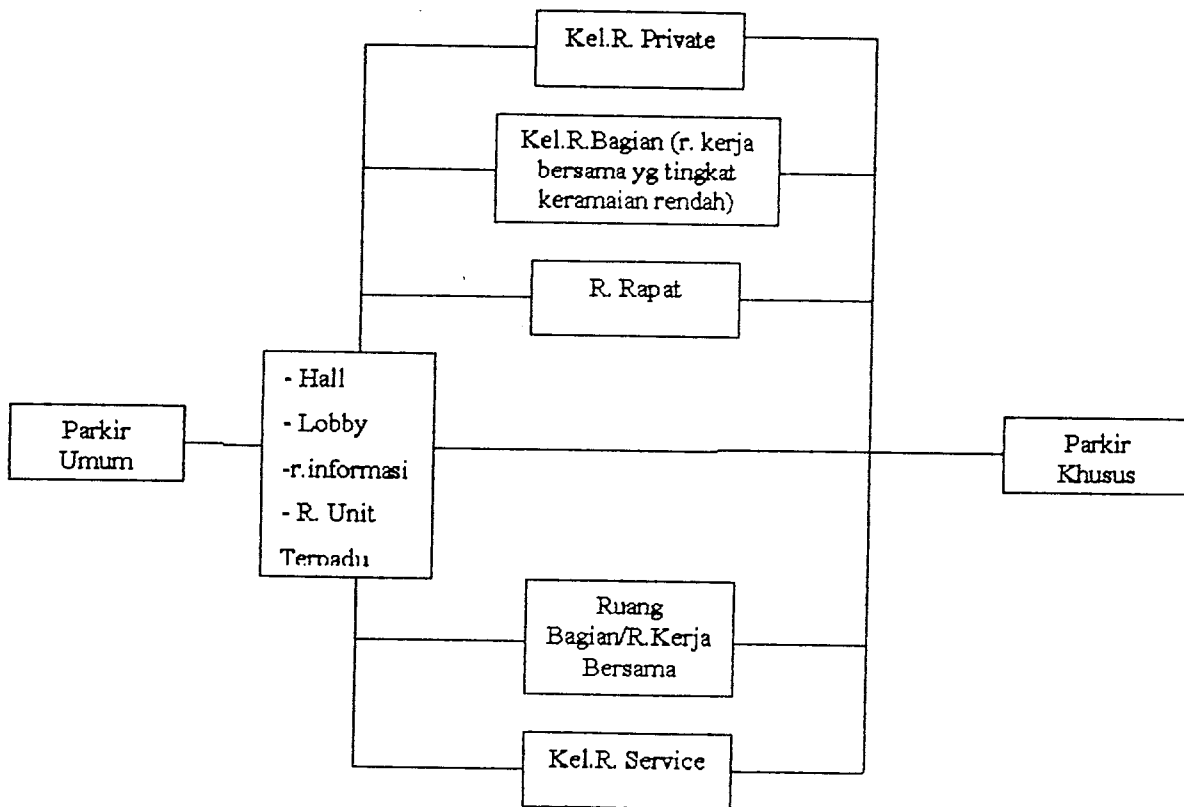 Kel.R. Private
Kel.R.Bagian (r. kerja
bersama yg tingkat
keramaian rendah)
R. Rapat
- Hall
- Lobby
-r.informasi
- R. Unit
Terpadu
Parkir
Umum
Parkir
Khusus
Ruang
Bagian/R.Kerja
Bersama
Kel.R. Service